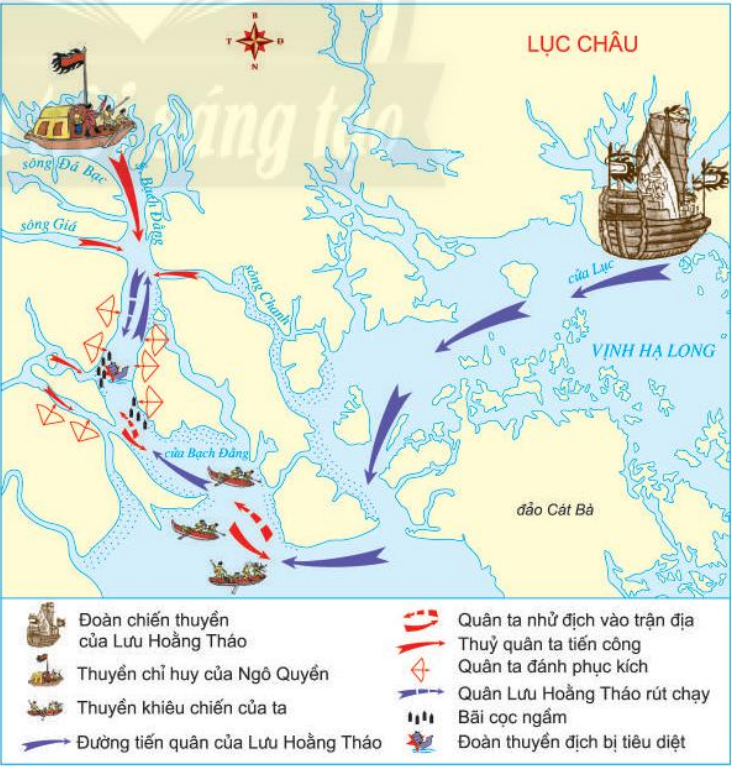 B
T
Đ
N
LỤC CHÂU
sáng tạo
sông Đá Bạc
s. Bạch Đằng
sông Giá
sông Chanh
cửa Lục
VỊNH HẠ LONG
cửa Bạch Đằng
đảo Cát Bà
Đoàn chiến thuyền
của Lưu Hoằng Tháo
Thuyền chỉ huy của Ngô Quyền
Thuyền khiêu chiến của ta
Đường tiến quân của Lưu Hoằng Tháo
Quân ta nhử địch vào trận địa
Thuỷ quân ta tiến công
Quân ta đánh phục kích
Quân Lưu Hoằng Tháo rút chạy
Bãi cọc ngầm
Đoàn thuyền địch bị tiêu diệt